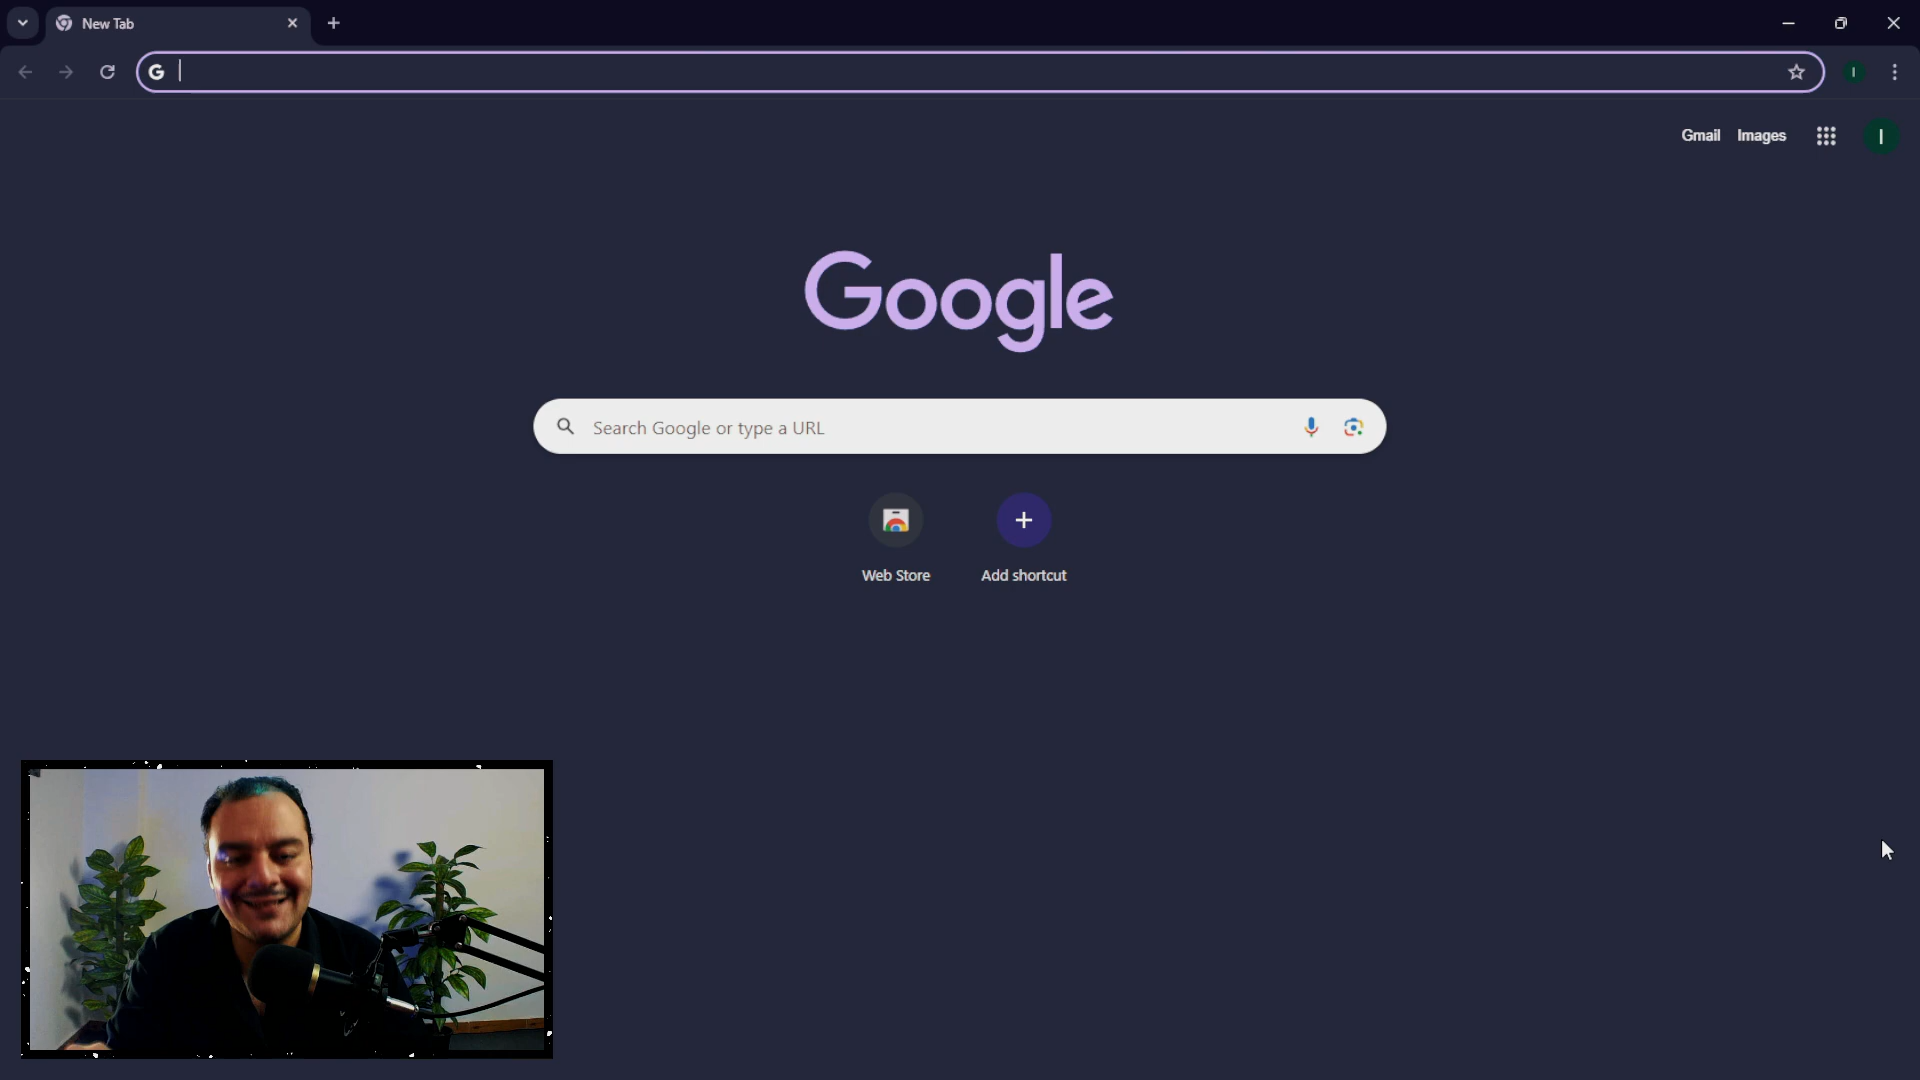 New Tab
Gmail Images
I
Google
Search Google or type a URL
Web Store
Add shortcut